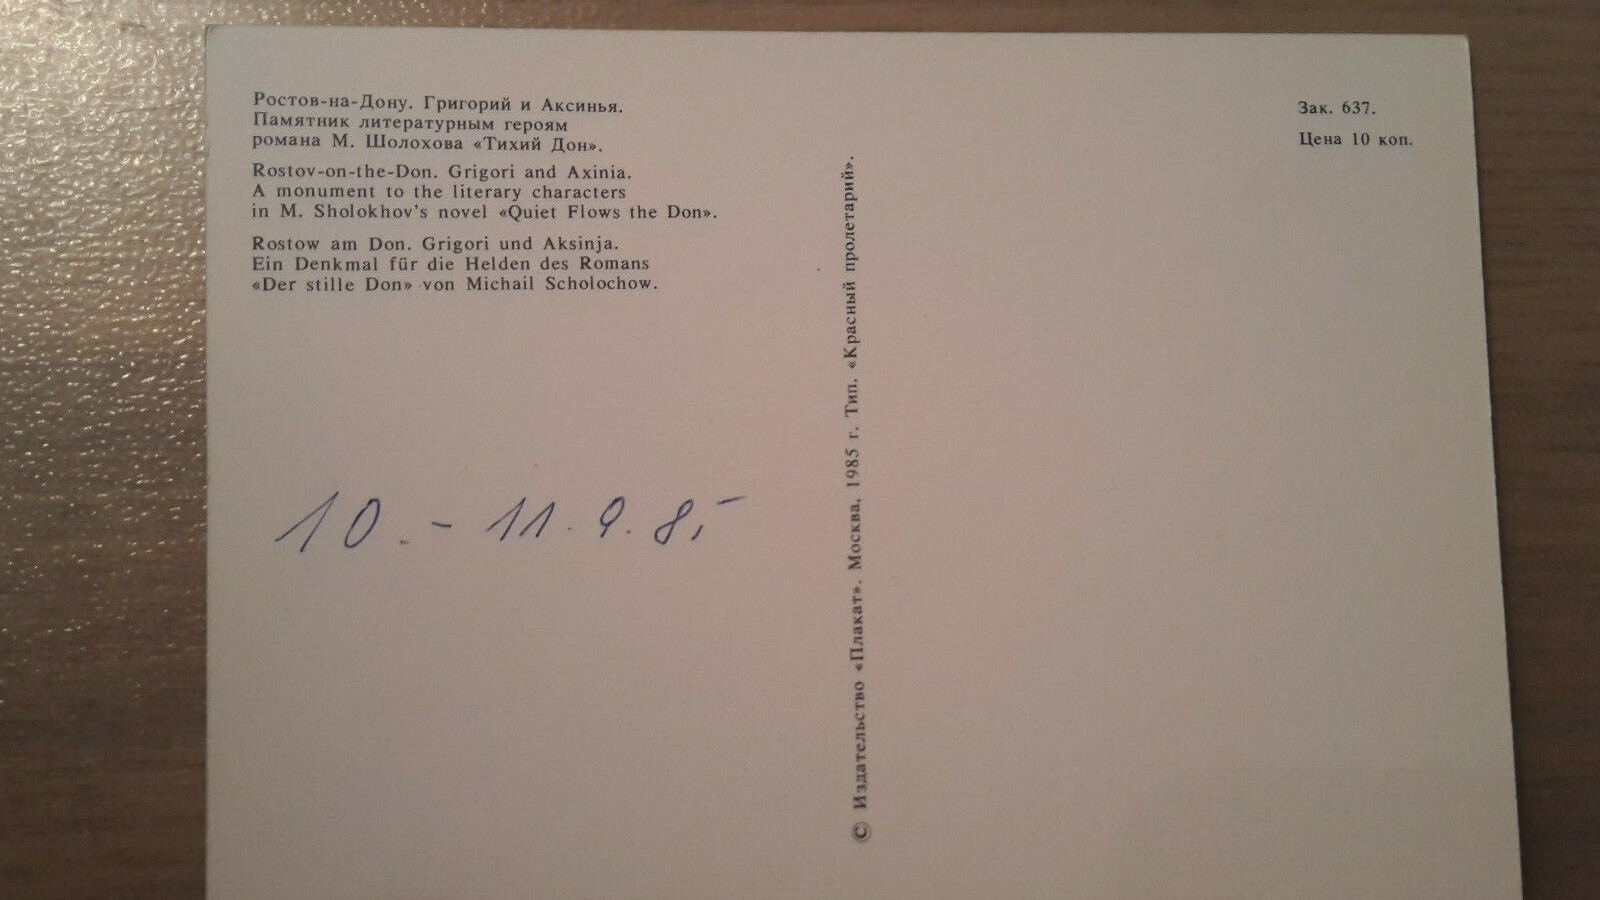 Ростов-на-Дону. Григорий и Аксинья.
Памятник литературным героям
романа М. Шолохова «Тихий Дон».
Rostov-on-the-Don. Grigori and Axinia.
A monument to the literary characters
in M. Sholokhov's novel «Quiet Flows the Don».
Rostow am Don. Grigori und Aksinja.
Ein Denkmal für die Helden des Romans
«Der stille Don» von Michail Scholochow.
10. - 11. 9. 85
© Издательство «Плакат». Москва, 1985 г. Тип. «Красный пролетарий».
Зак. 637.
Цена 10 коп.